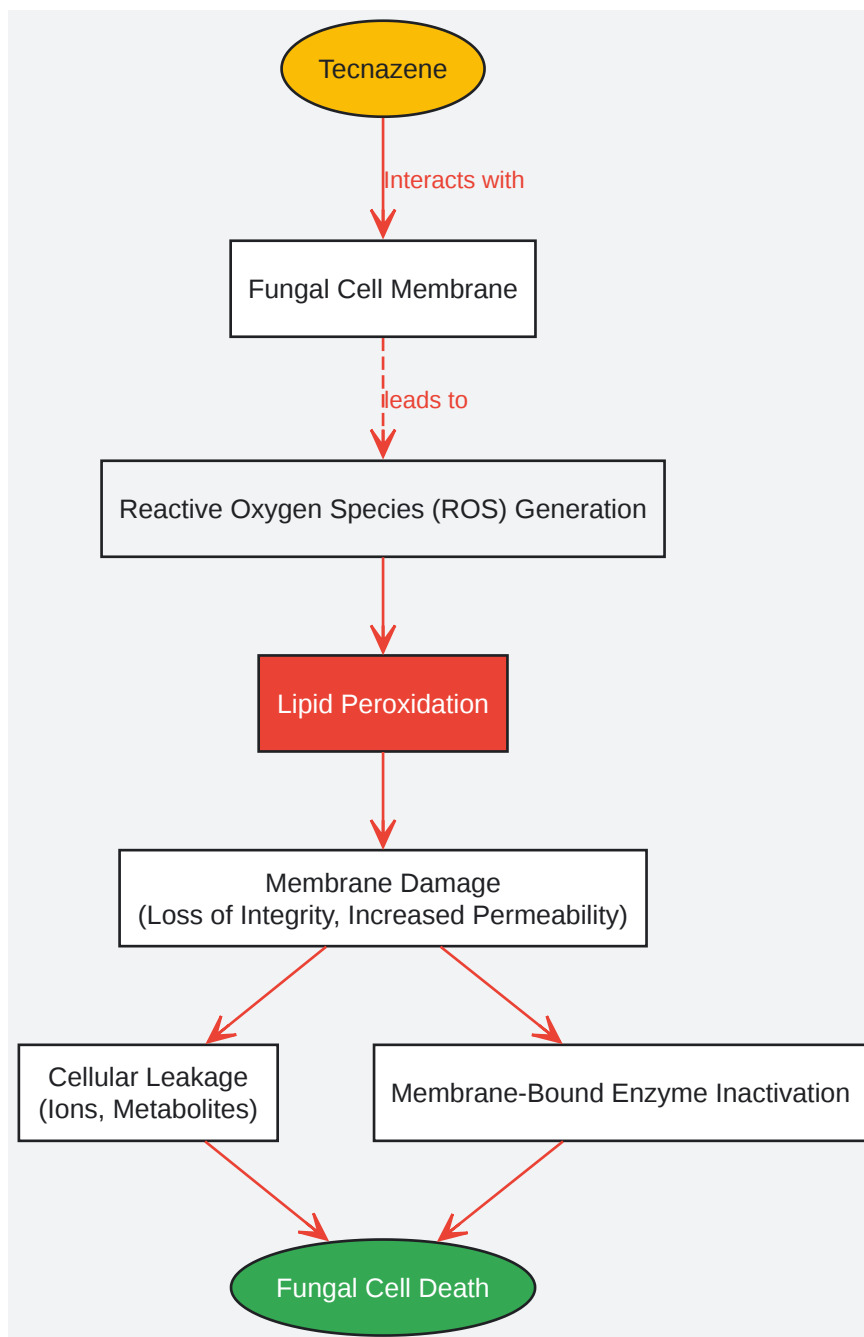 Tecnazene
Interacts with
Fungal Cell Membrane
leads to
Reactive Oxygen Species (ROS) Generation
Lipid Peroxidation
Membrane Damage
(Loss of Integrity, Increased Permeability)
Cellular Leakage
(Ions, Metabolites)
Membrane-Bound Enzyme Inactivation
Fungal Cell Death